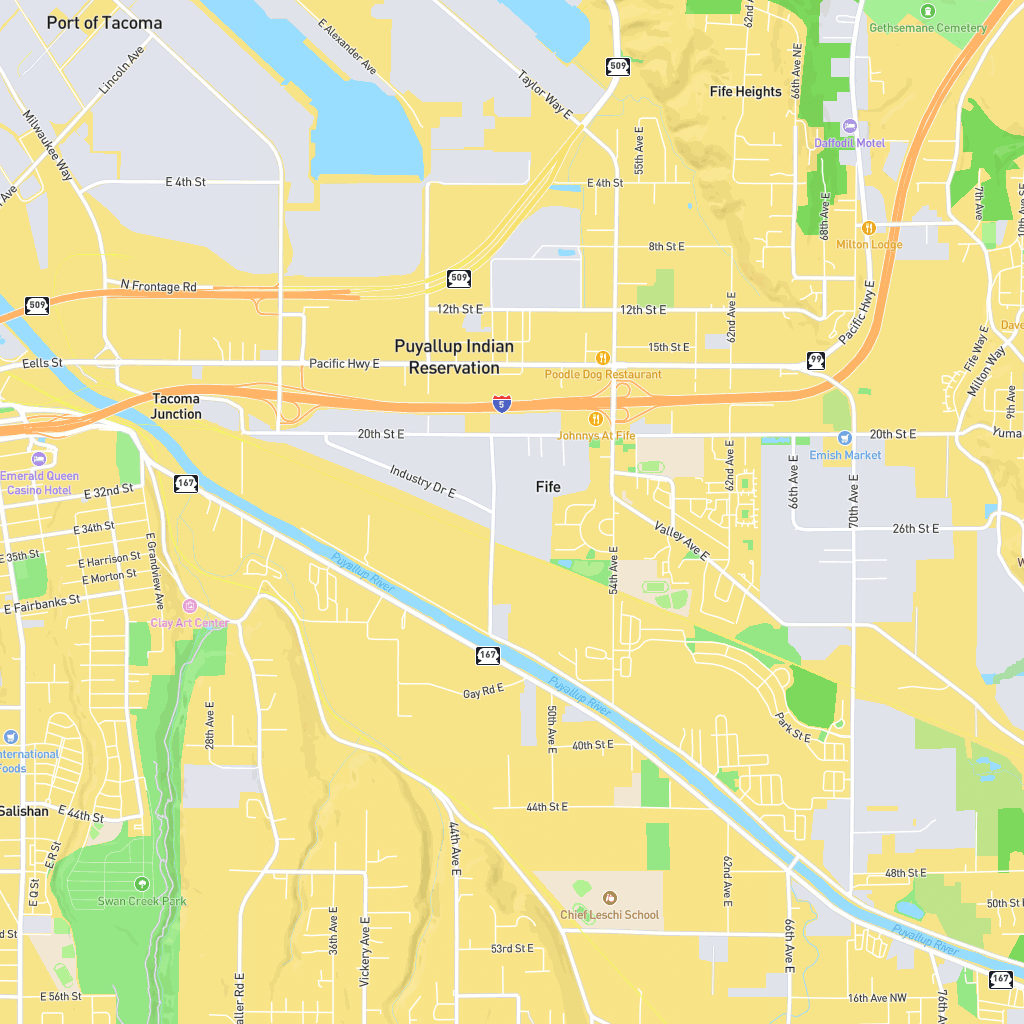 Port of Tacoma
E Alexander Ave
Gethsemane Cemetery
62nd A
Lincoln Ave
509
66th Ave NE
Taylor Way E
Fife Heights
Milwaukee Way
Daffodil Motel
55th Ave E
E 4th St
E 4th St
7th Ave
Ave
68th Ave E
10th Ave SE
8th St E
Milton Lodge
509
N Frontage Rd
509
12th St E
12th St E
62nd Ave E
Pacific Hwy E
Dave
Puyallup Indian
Reservation
15th St E
Fife Way E
Eells St
Pacific Hwy E
99
Poodle Dog Restaurant
Milton Way
Tacoma
Junction
5
9th Ave
20th St E
Johnnys At Fife
20th St E
Yuma
Emish Market
Emerald Queen
Casino Hotel
167
Industry Dr E
Fife
62nd Ave E
66th Ave E
70th Ave E
E 32nd St
E 34th St
26th St E
Valley Ave E
E 35th St
E Harrison St
E Morton St
E Grandview Ave
Puyallup River
54th Ave E
W
E Fairbanks St
Clay Art Center
167
Puyallup River
Gay Rd E
28th Ave E
50th Ave E
Park St E
International
Foods
40th St E
Salishan
E 44th St
44th St E
44th Ave E
E R St
62nd Ave E
48th St E
E Q St
Swan Creek Park
Chief Leschi School
50th St E
36th Ave E
Vickery Ave E
rd St
53rd St E
66th Ave E
Puyallup River
167
E 56th St
aller Rd E
16th Ave NW
76th A